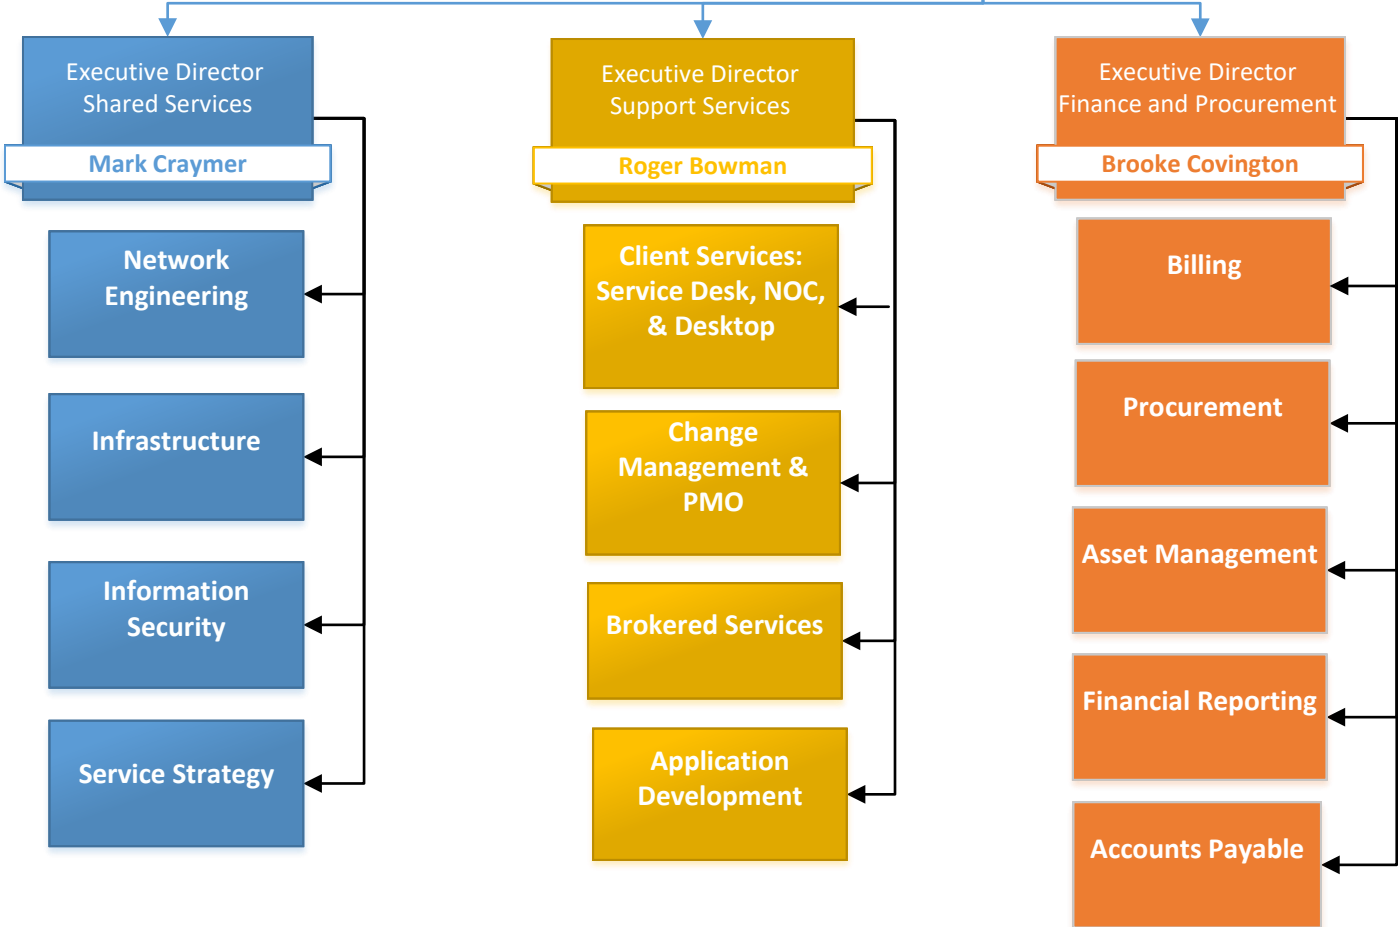 Executive Director
Shared Services
Mark Craymer
Network
Engineering
Infrastructure
Information
Security
Service Strategy
Executive Director
Support Services
Roger Bowman
Client Services:
Service Desk, NOC,
& Desktop
Change
Management &
PMO
Brokered Services
Application
Development
Executive Director
Finance and Procurement
Brooke Covington
Billing
Procurement
Asset Management
Financial Reporting
Accounts Payable